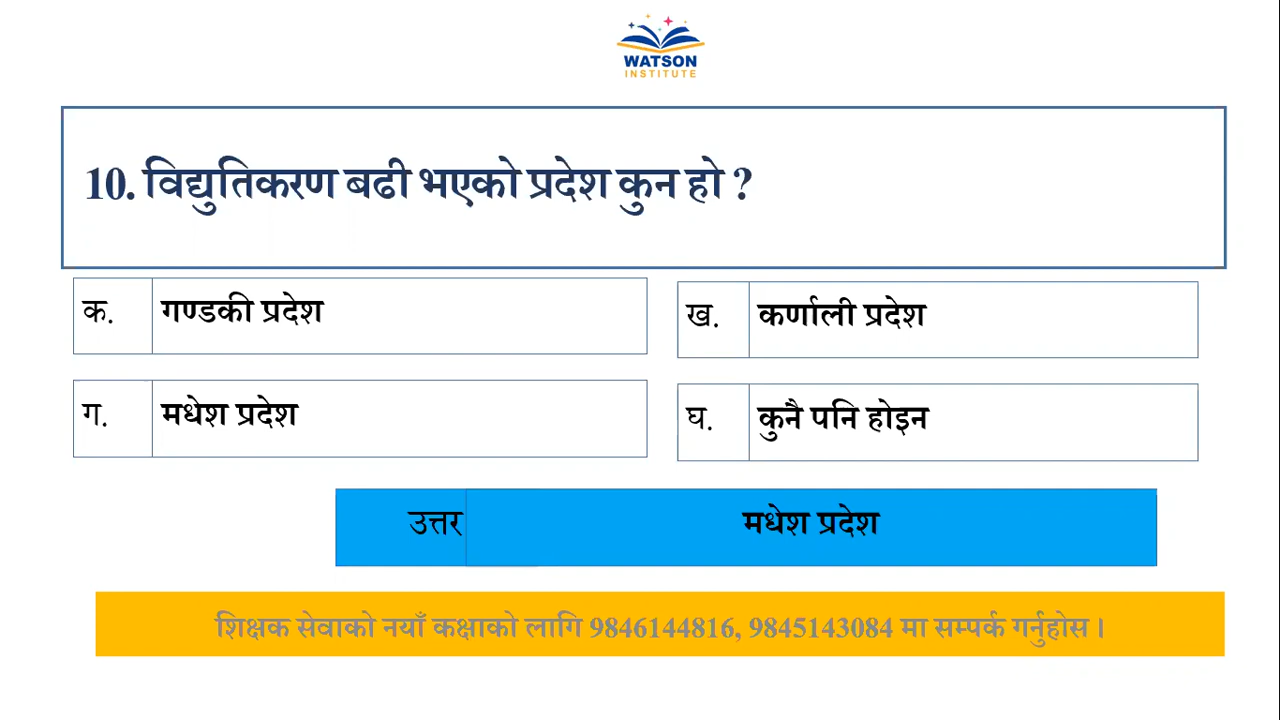 WATSON
INSTITUTE
10. विद्युतिकरण बढी भएको प्रदेश कुन हो ?
क. गण्डकी प्रदेश
ख. कर्णाली प्रदेश
ग. मधेश प्रदेश
घ. कुनै पनि होइन
उत्तर मधेश प्रदेश
शिक्षक सेवाको नयाँ कक्षाको लागि 9846144816, 9845143084 मा सम्पर्क गर्नुहोस ।